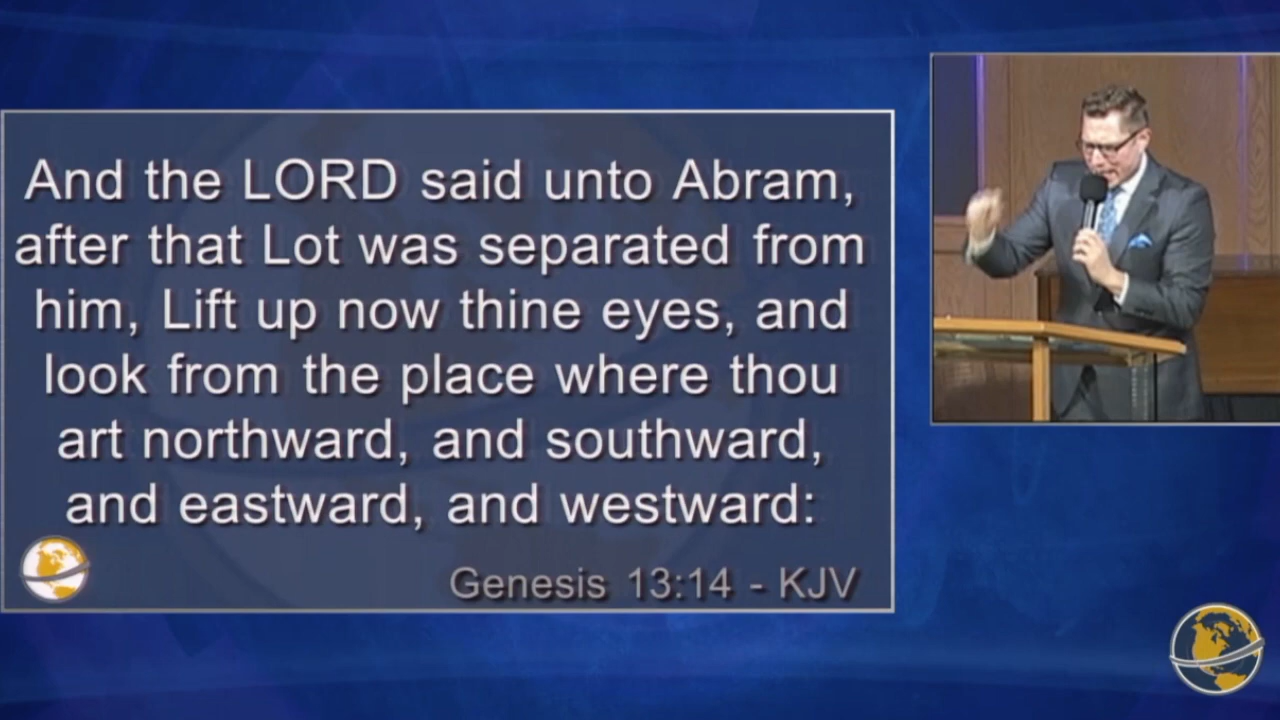 And the LORD said unto Abram,
after that Lot was separated from
him, Lift up now thine eyes, and
look from the place where thou
art northward, and southward,
and eastward, and westward:
Genesis 13:14 - KJV